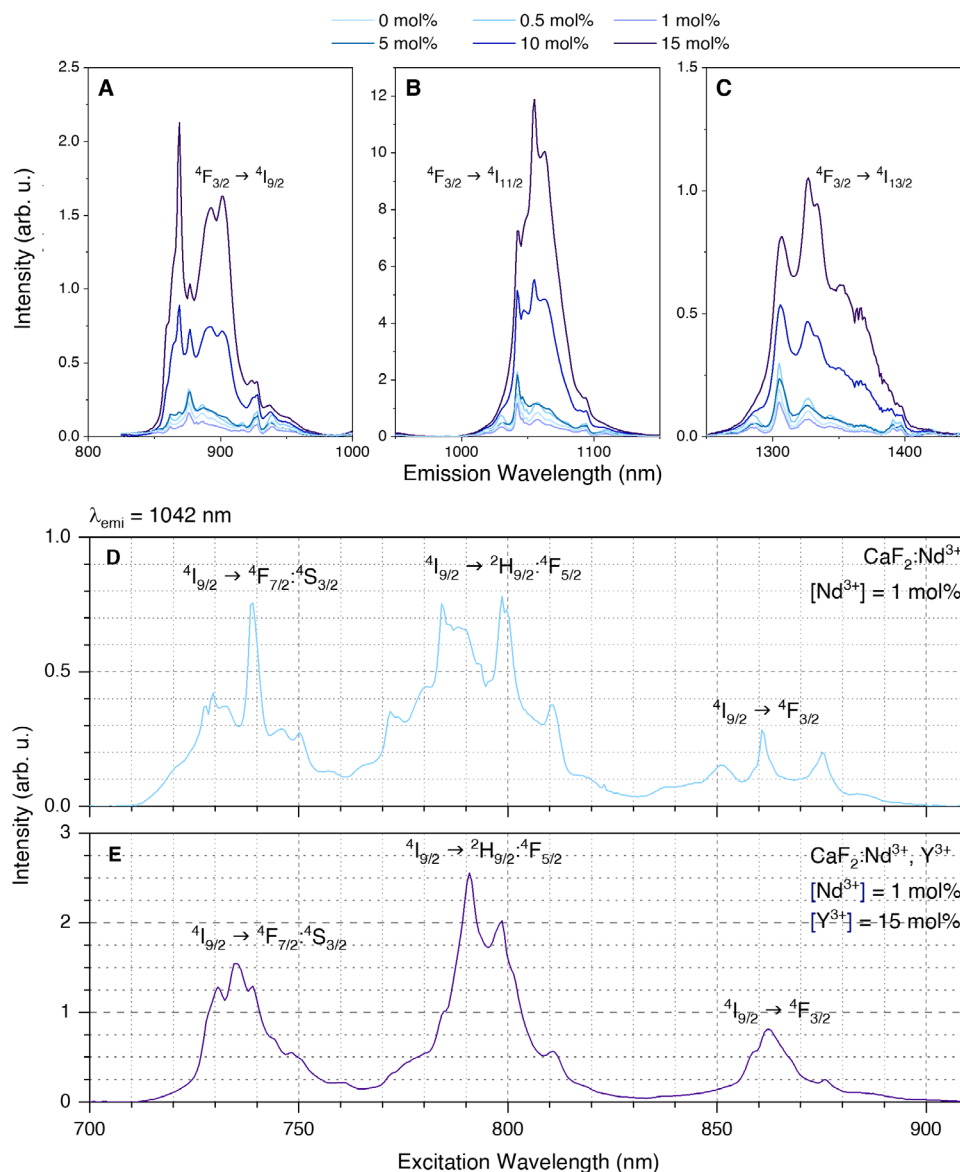 0 mol% 0.5 mol% 1 mol%
5 mol% 10 mol% 15 mol%
A
⁴F₃/₂ → ⁴I₉/₂
2.5
2.0
1.5
1.0
0.5
0.0
800 900 1000
B
⁴F₃/₂ → ⁴I₁₁/₂
12
10
8
6
4
2
0
1000 1100
C
⁴F₃/₂ → ⁴I₁₃/₂
1.5
1.0
0.5
0.0
1300 1400
Intensity (arb. u.)
Emission Wavelength (nm)
λemi = 1042 nm
D
⁴I₉/₂ → ⁴F₇/₂:⁴S₃/₂
⁴I₉/₂ → ²H₉/₂:⁴F₅/₂
⁴I₉/₂ → ⁴F₃/₂
CaF₂:Nd³⁺
[Nd³⁺] = 1 mol%
1.0
0.5
0.0
E
⁴I₉/₂ → ⁴F₇/₂:⁴S₃/₂
⁴I₉/₂ → ²H₉/₂:⁴F₅/₂
⁴I₉/₂ → ⁴F₃/₂
CaF₂:Nd³⁺, Y³⁺
[Nd³⁺] = 1 mol%
[Y³⁺] = 15 mol%
3
2
1
0
700 750 800 850 900
Intensity (arb. u.)
Excitation Wavelength (nm)